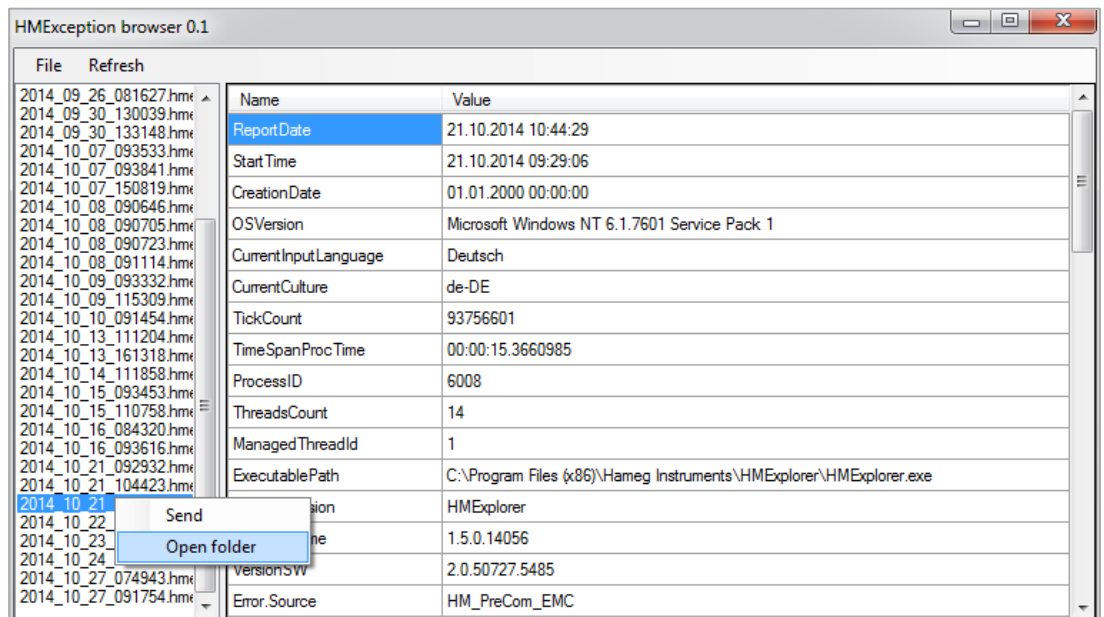 HMException browser 0.1
File Refresh
2014_09_26_081627.hme
2014_09_30_130039.hme
2014_09_30_133148.hme
2014_10_07_093533.hme
2014_10_07_093841.hme
2014_10_07_150819.hme
2014_10_08_090646.hme
2014_10_08_090705.hme
2014_10_08_090723.hme
2014_10_08_091114.hme
2014_10_09_093332.hme
2014_10_09_115309.hme
2014_10_10_091454.hme
2014_10_13_111204.hme
2014_10_13_161318.hme
2014_10_14_111858.hme
2014_10_15_093453.hme
2014_10_15_110758.hme
2014_10_16_084320.hme
2014_10_16_093616.hme
2014_10_21_092932.hme
2014_10_21_104423.hme
2014_10_21
2014_10_22_
2014_10_23_
2014_10_24_
2014_10_27_074943.hme
2014_10_27_091754.hme
Send
Open folder
Name Value
ReportDate 21.10.2014 10:44:29
StartTime 21.10.2014 09:29:06
CreationDate 01.01.2000 00:00:00
OSVersion Microsoft Windows NT 6.1.7601 Service Pack 1
CurrentInputLanguage Deutsch
CurrentCulture de-DE
TickCount 93756601
TimeSpanProcTime 00:00:15.3660985
ProcessID 6008
ThreadsCount 14
ManagedThreadId 1
ExecutablePath C:\Program Files (x86)\Hameg Instruments\HMExplorer\HMExplorer.exe
sion HMExplorer
me 1.5.0.14056
VersionSW 2.0.50727.5485
Error.Source HM_PreCom_EMC